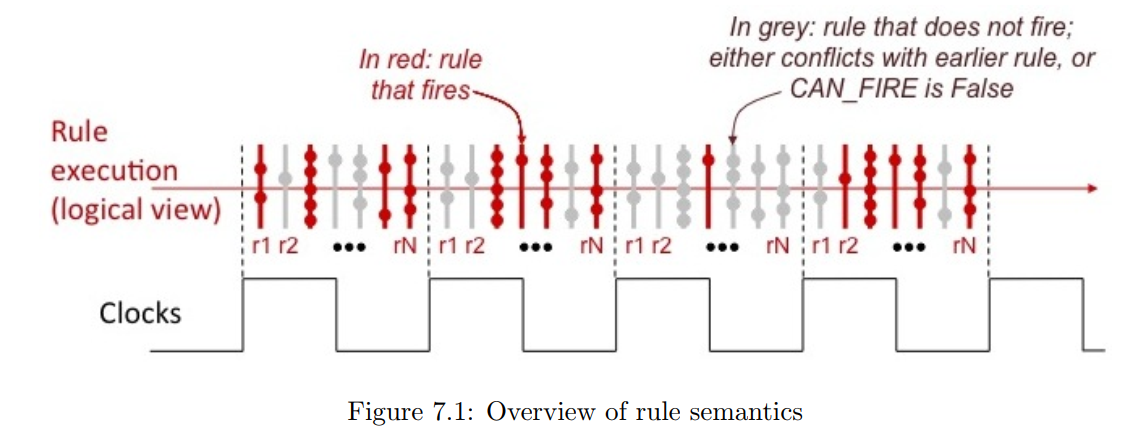 In grey: rule that does not fire;
either conflicts with earlier rule, or
CAN_FIRE is False
In red: rule
that fires
Rule
execution
(logical view)
r1 r2 ••• rN r1 r2 ••• rN r1 r2 ••• rN r1 r2 ••• rN
Clocks
Figure 7.1: Overview of rule semantics